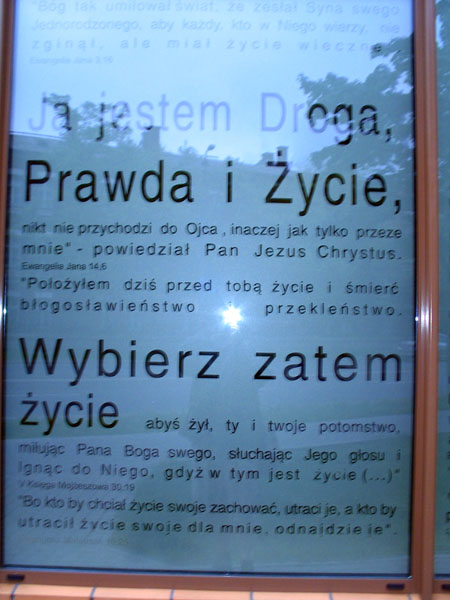 "Bóg tak umiłował świat, że zesłał Syna swego
Jednorodzonego, aby każdy, kto w Niego wierzy, nie
zginął, ale miał życie wieczne
Ewangelia Jana 3,16
Ja jestem Droga,
Prawda i Życie,
nikt nie przychodzi do Ojca , inaczej jak tylko przeze
mnie" - powiedział Pan Jezus Chrystus.
Ewangelia Jana 14,6
"Położyłem dziś przed tobą życie i śmierć
błogosławieństwo i przekleństwo.
Wybierz zatem
życie abyś żył, ty i twoje potomstwo,
miłując Pana Boga swego, słuchając Jego głosu i
lgnąc do Niego, gdyż w tym jest życie (...)"
V Księga Mojżeszowa 30,19
"Bo kto by chciał życie swoje zachować, utraci je, a kto by
utracił życie swoje dla mnie, odnajdzie je".